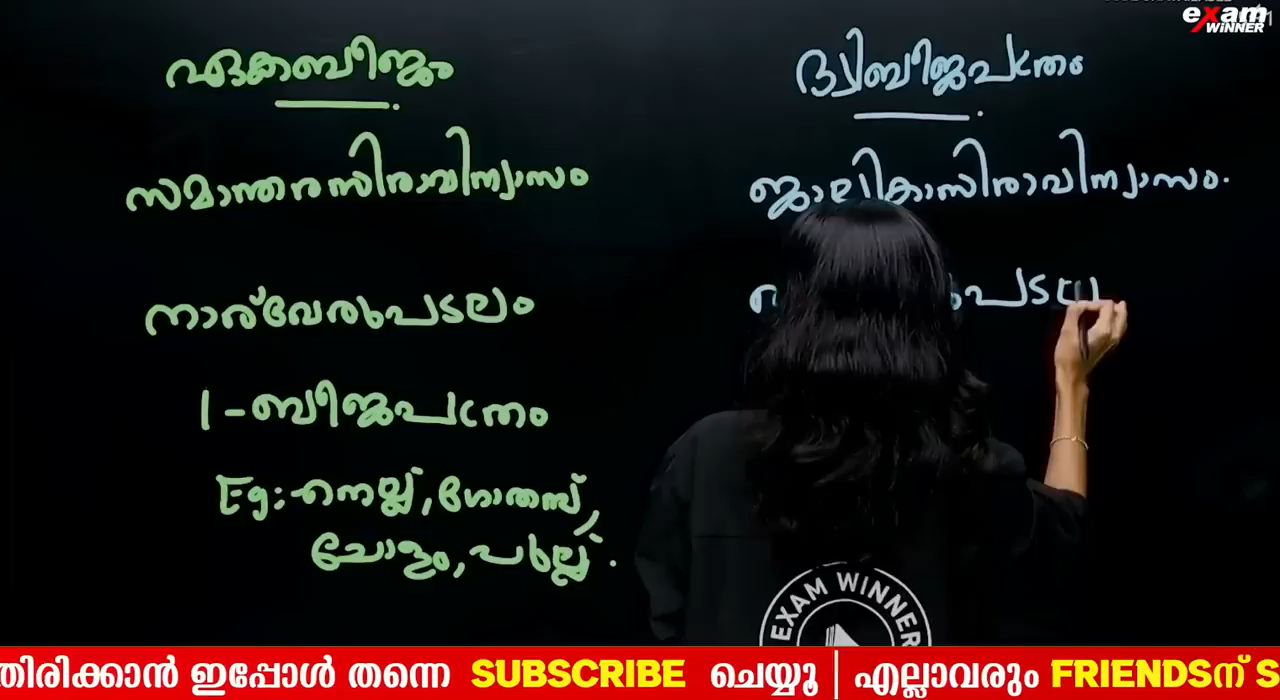 exam
WINNER
ഏകബീജം
ദ്വിബീജപത്രം
സമാന്തരസിരാവിന്യാസം
ജാലികാസിരാവിന്യാസം.
നാര്വേരുപടലം
പടല
1-ബീജപത്രം
Eg: നെല്ല്, ഗോതമ്പ്,
ചോളം, പുല്ല്.
EXAM WINNER
തിരിക്കാൻ ഇപ്പോൾ തന്നെ SUBSCRIBE ചെയ്യൂ | എല്ലാവരും FRIENDSന് S